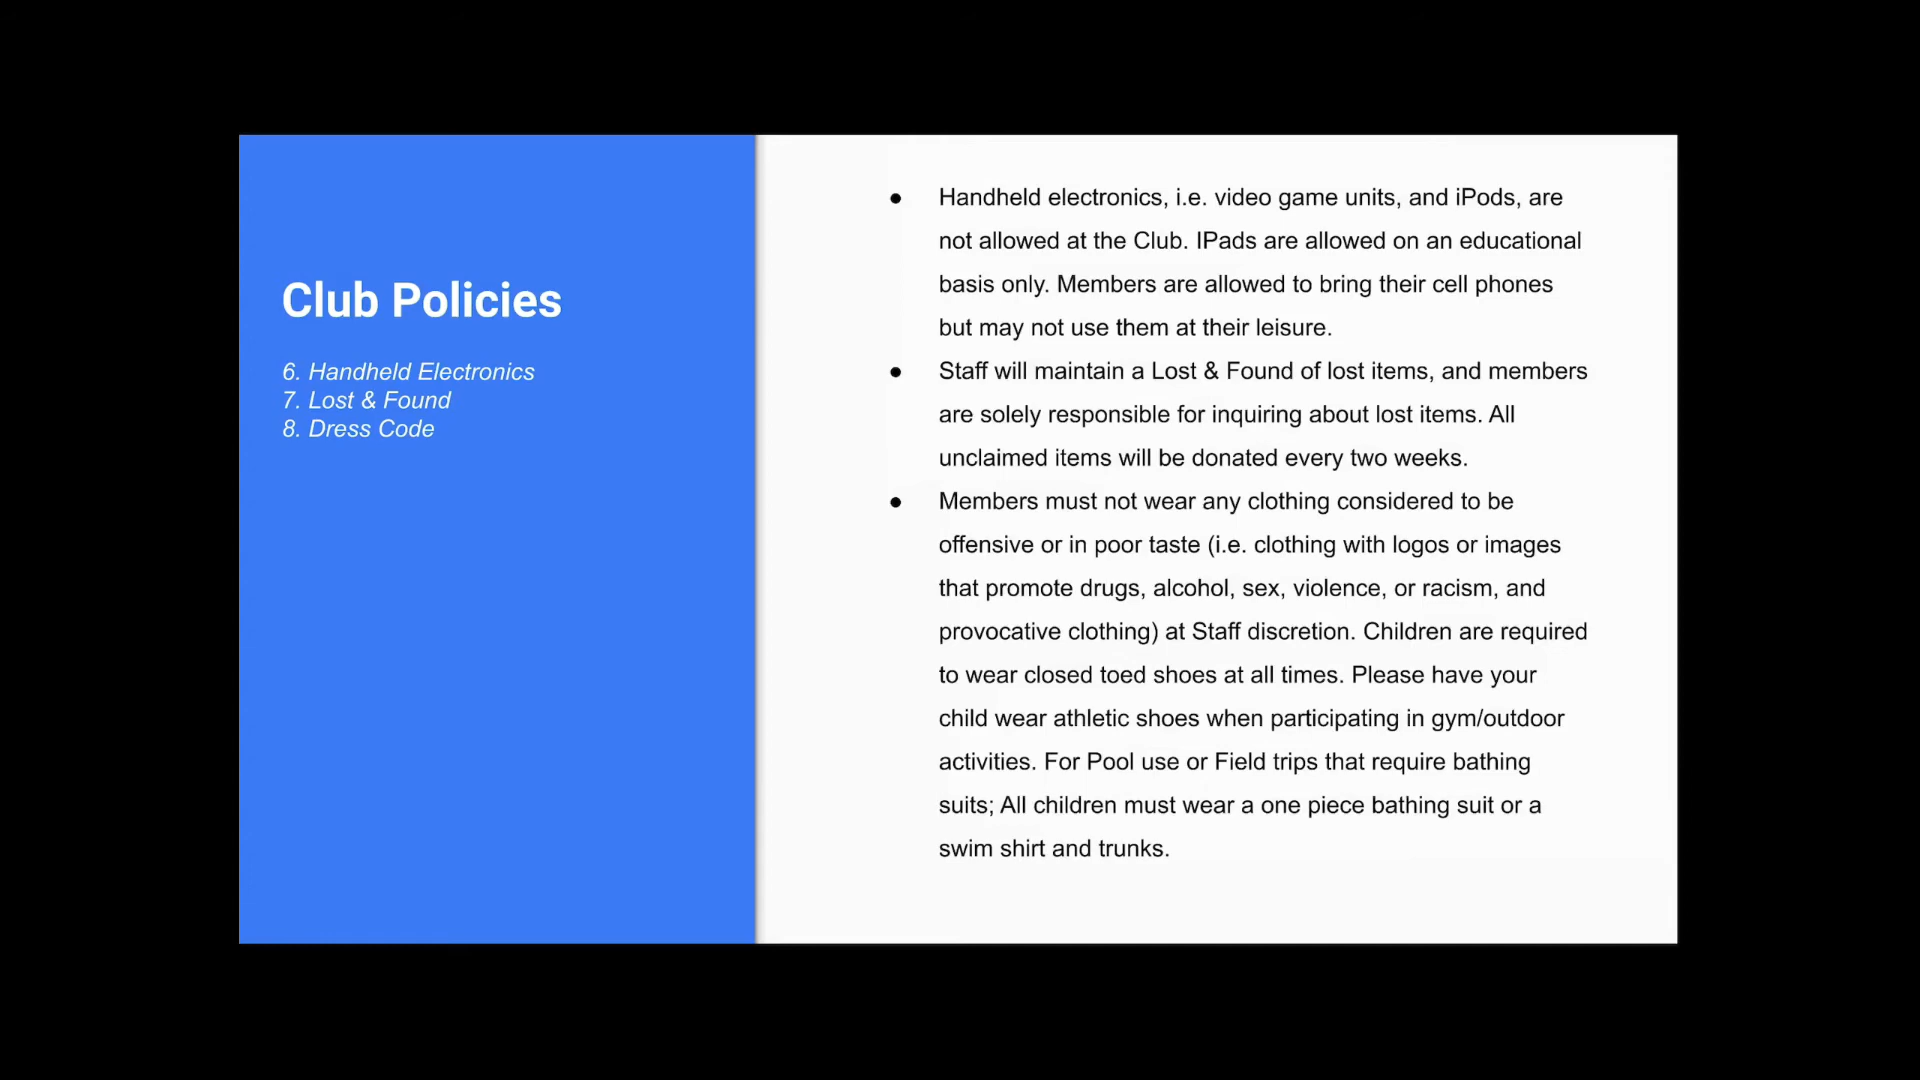 Club Policies
6. Handheld Electronics
7. Lost & Found
8. Dress Code
● Handheld electronics, i.e. video game units, and iPods, are
not allowed at the Club. IPads are allowed on an educational
basis only. Members are allowed to bring their cell phones
but may not use them at their leisure.
● Staff will maintain a Lost & Found of lost items, and members
are solely responsible for inquiring about lost items. All
unclaimed items will be donated every two weeks.
● Members must not wear any clothing considered to be
offensive or in poor taste (i.e. clothing with logos or images
that promote drugs, alcohol, sex, violence, or racism, and
provocative clothing) at Staff discretion. Children are required
to wear closed toed shoes at all times. Please have your
child wear athletic shoes when participating in gym/outdoor
activities. For Pool use or Field trips that require bathing
suits; All children must wear a one piece bathing suit or a
swim shirt and trunks.